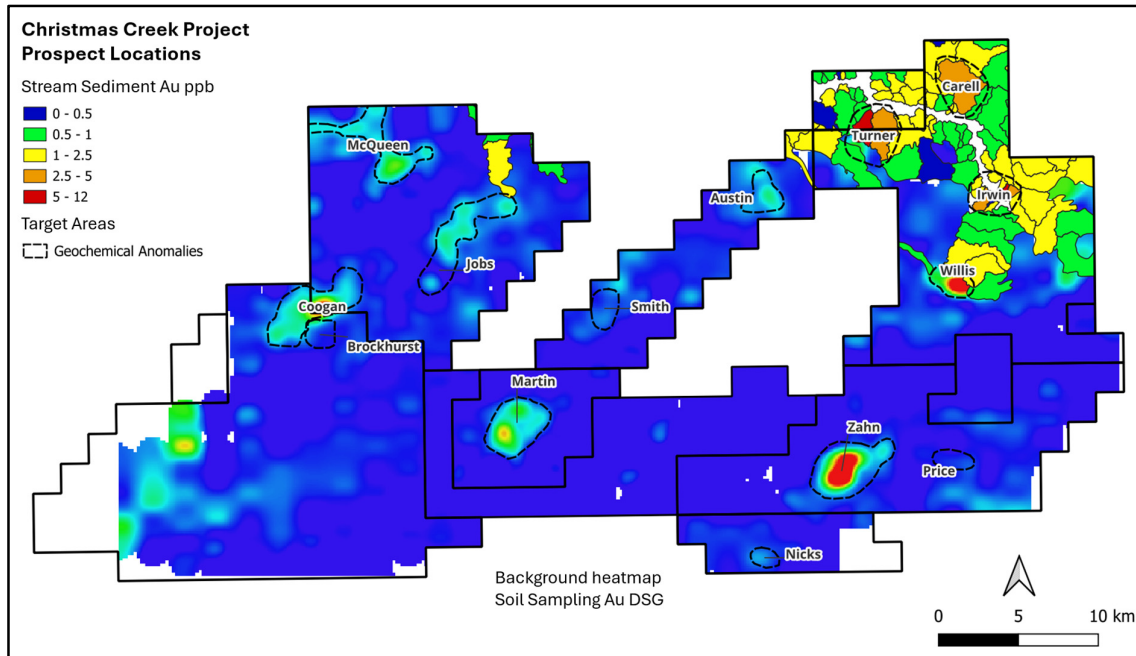 Christmas Creek Project
Prospect Locations
Stream Sediment Au ppb
0 - 0.5
0.5 - 1
1 - 2.5
2.5 - 5
5 - 12
Target Areas
Geochemical Anomalies
Carell
Turner
McQueen
Irwin
Austin
Jobs
Willis
Coogan
Smith
Brockhurst
Martin
Zahn
Price
Nicks
Background heatmap
Soil Sampling Au DSG
0 5 10 km